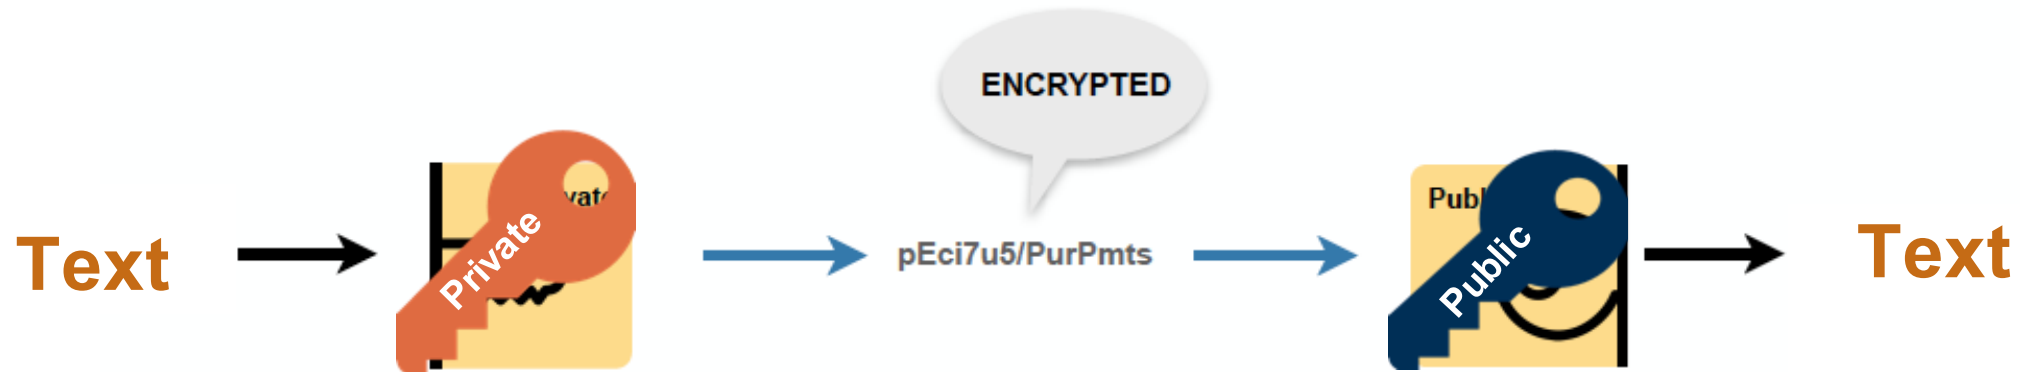 ENCRYPTED
Text
Private
pEci7u5/PurPmts
Public
Text